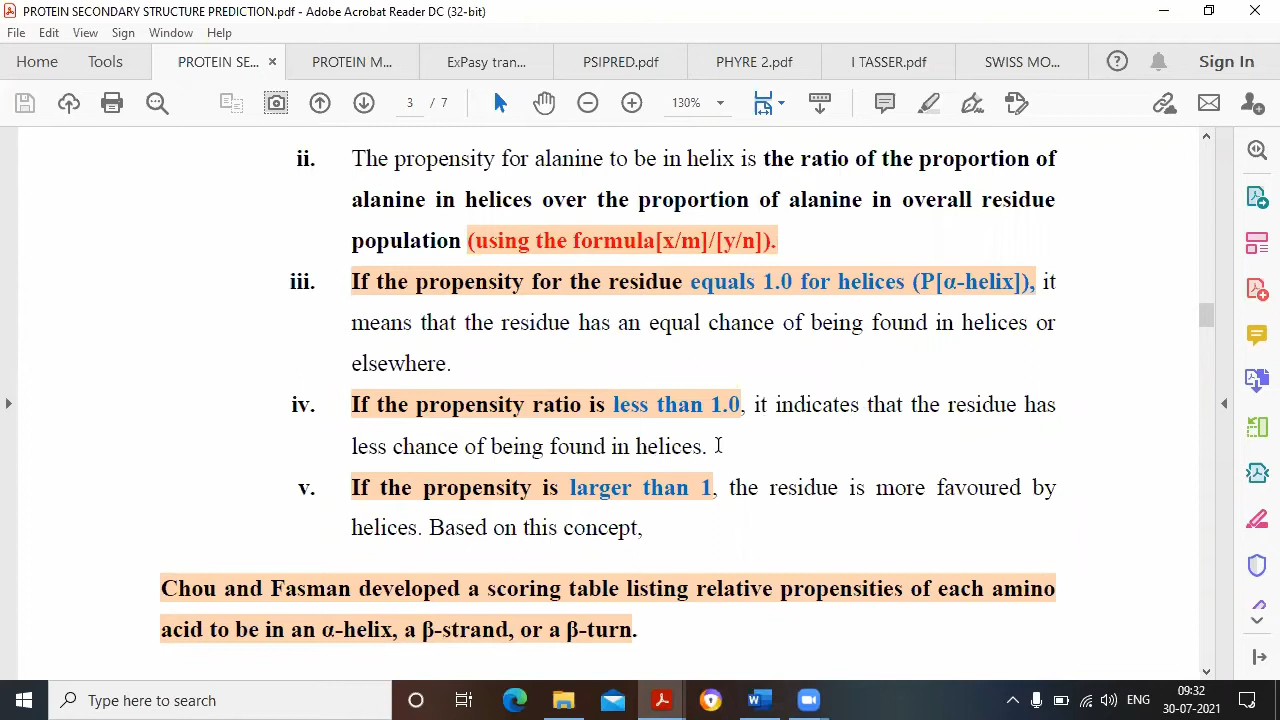 PROTEIN SECONDARY STRUCTURE PREDICTION.pdf - Adobe Acrobat Reader DC (32-bit)
File Edit View Sign Window Help
Home Tools PROTEIN SE... × PROTEIN M... ExPasy tran... PSIPRED.pdf PHYRE 2.pdf I TASSER.pdf SWISS MO... Sign In
3 / 7 130%
ii. The propensity for alanine to be in helix is the ratio of the proportion of
alanine in helices over the proportion of alanine in overall residue
population (using the formula[x/m]/[y/n]).
iii. If the propensity for the residue equals 1.0 for helices (P[α-helix]), it
means that the residue has an equal chance of being found in helices or
elsewhere.
iv. If the propensity ratio is less than 1.0, it indicates that the residue has
less chance of being found in helices.
v. If the propensity is larger than 1, the residue is more favoured by
helices. Based on this concept,
Chou and Fasman developed a scoring table listing relative propensities of each amino
acid to be in an α-helix, a β-strand, or a β-turn.
Type here to search ENG 09:32
30-07-2021